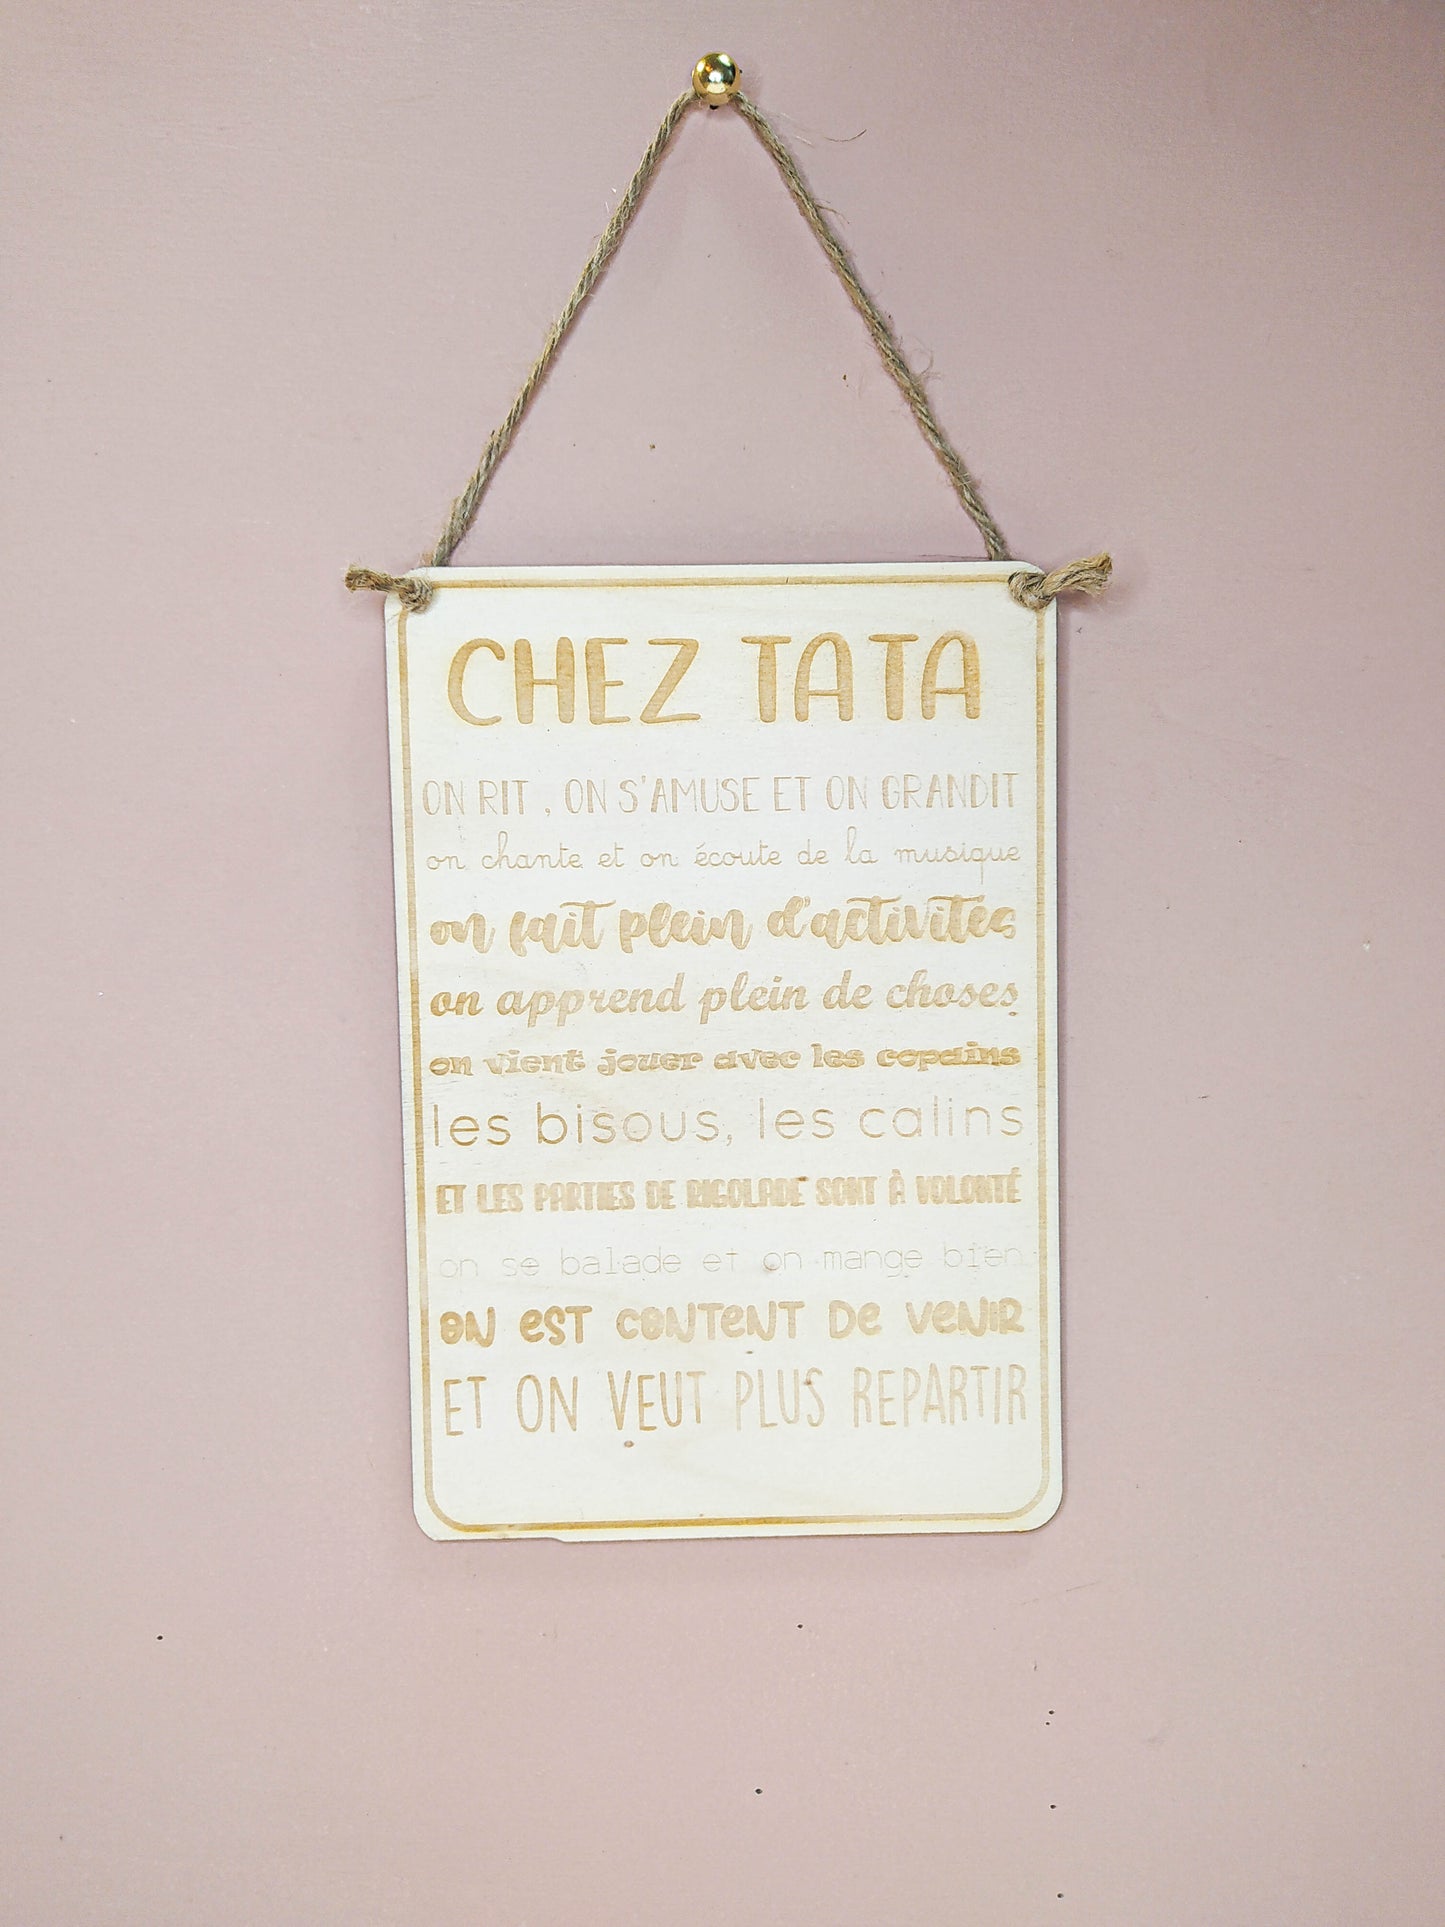 CHEZ TATA
ON RIT , ON S'AMUSE ET ON GRANDIT
on chante et on écoute de la musique
on fait plein d'activités
on apprend plein de choses
on vient jouer avec les copains
les bisous, les calins
ET LES PARTIES DE RIGOLADE SONT À VOLONTÉ
on se balade et on mange bien
ON EST CONTENT DE VENIR
ET ON VEUT PLUS REPARTIR